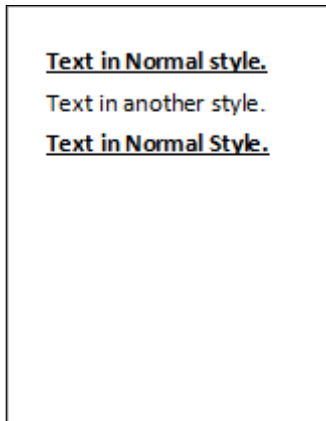 Text in Normal style.
Text in another style.
Text in Normal Style.